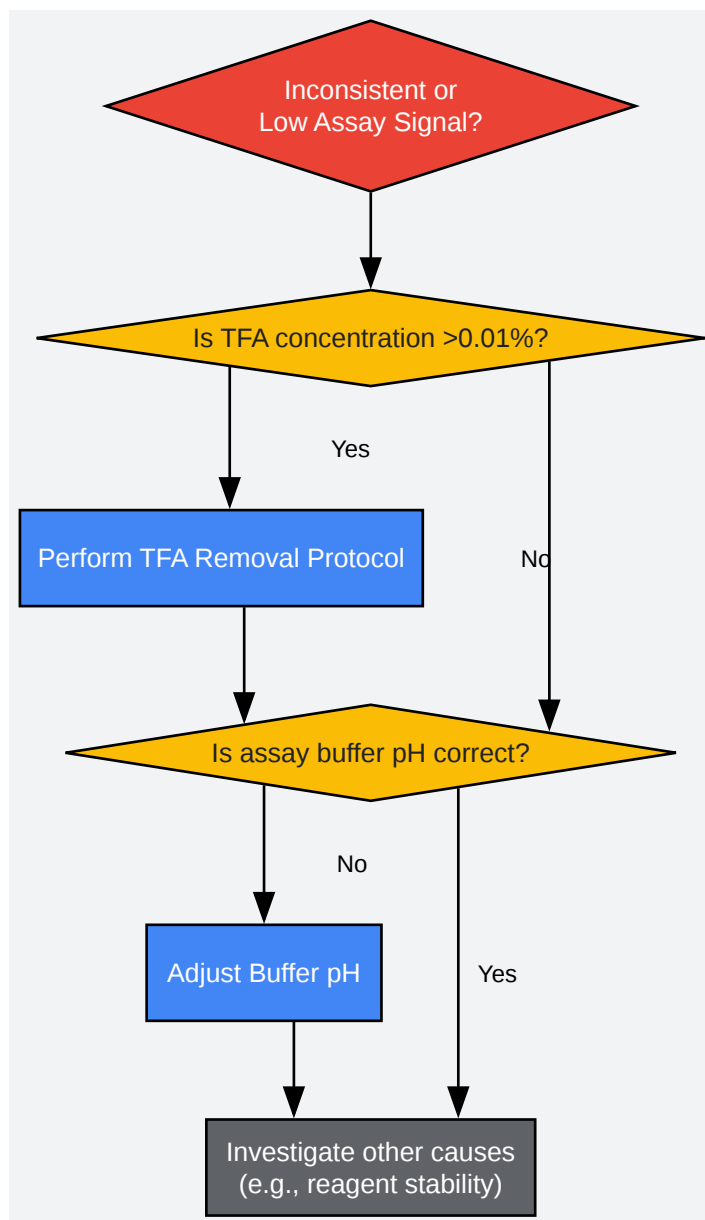 Inconsistent or
Low Assay Signal?
Is TFA concentration >0.01%?
Yes
Perform TFA Removal Protocol
No
Is assay buffer pH correct?
No
Adjust Buffer pH
Yes
Investigate other causes
(e.g., reagent stability)